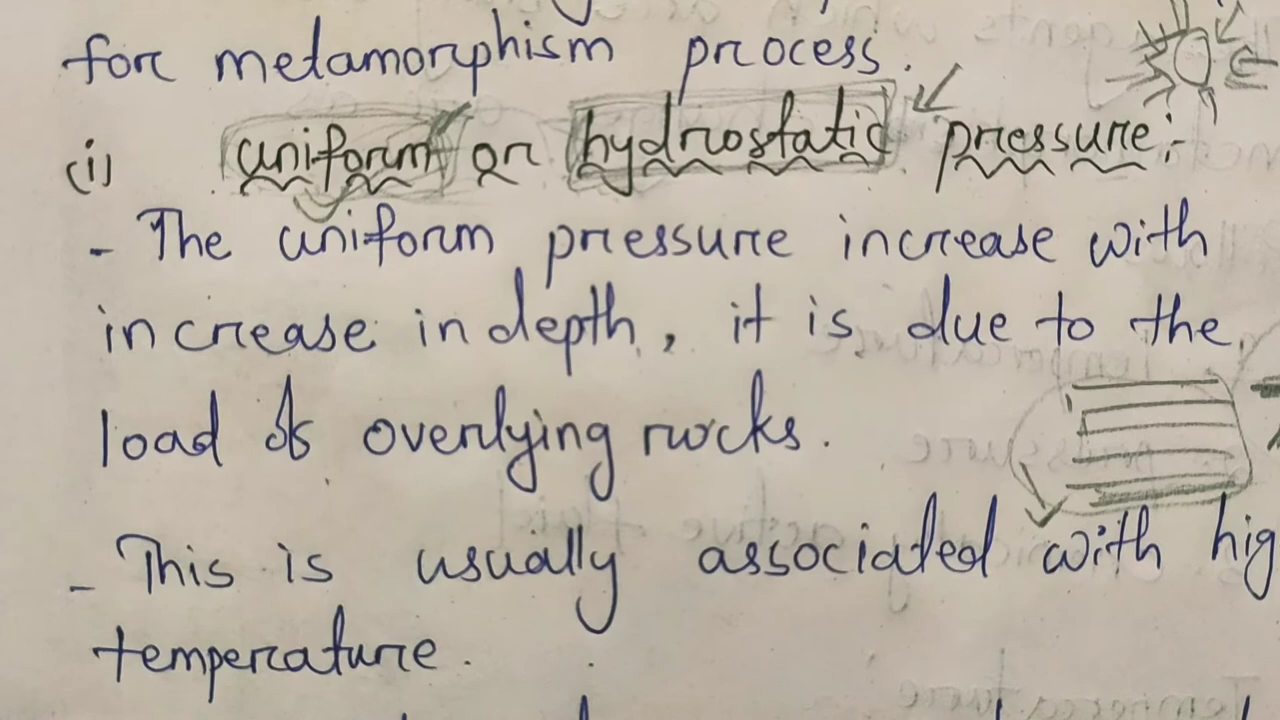 for metamorphism process.
(i) uniform or hydrostatic pressure:-
- The uniform pressure increase with
increase in depth, it is due to the
load of overlying rocks.
- This is usually associated with hig
temperature.